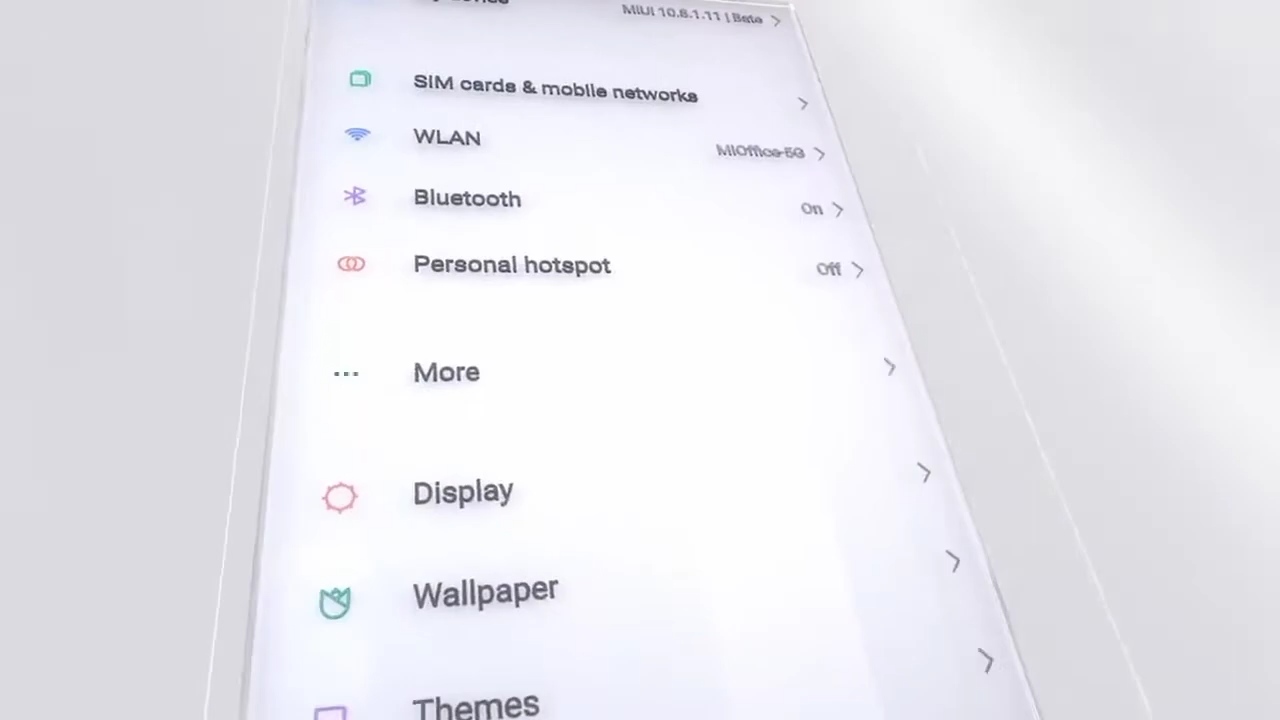 MIUI 10.8.1.11 | Beta
SIM cards & mobile networks
WLAN
MIOffice-5G
Bluetooth
On
Personal hotspot
Off
More
Display
Wallpaper
Themes